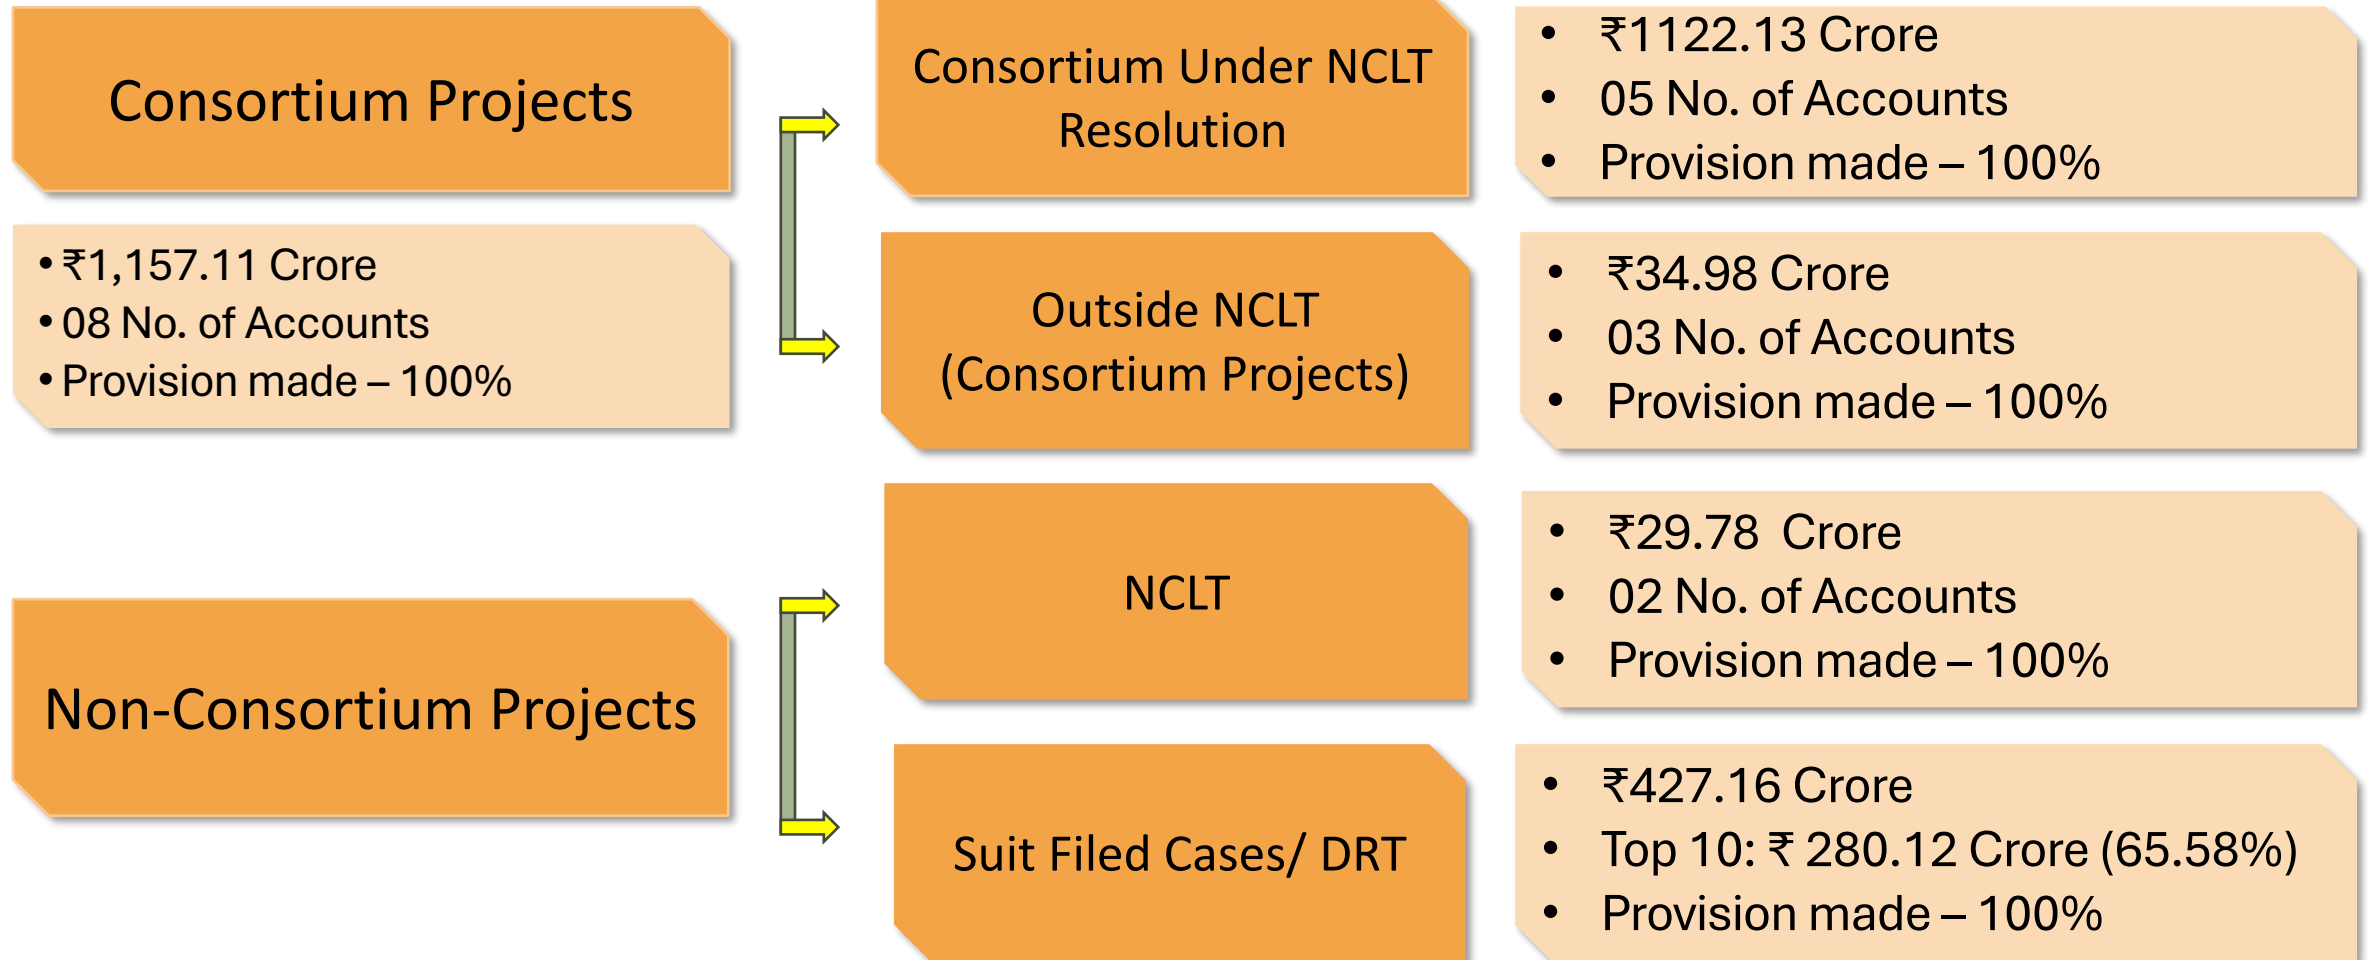 Consortium Projects
• ₹1,157.11 Crore
• 08 No. of Accounts
• Provision made – 100%
Consortium Under NCLT
Resolution
• ₹1122.13 Crore
• 05 No. of Accounts
• Provision made – 100%
Outside NCLT
(Consortium Projects)
• ₹34.98 Crore
• 03 No. of Accounts
• Provision made – 100%
Non-Consortium Projects
NCLT
• ₹29.78 Crore
• 02 No. of Accounts
• Provision made – 100%
Suit Filed Cases/ DRT
• ₹427.16 Crore
• Top 10: ₹ 280.12 Crore (65.58%)
• Provision made – 100%